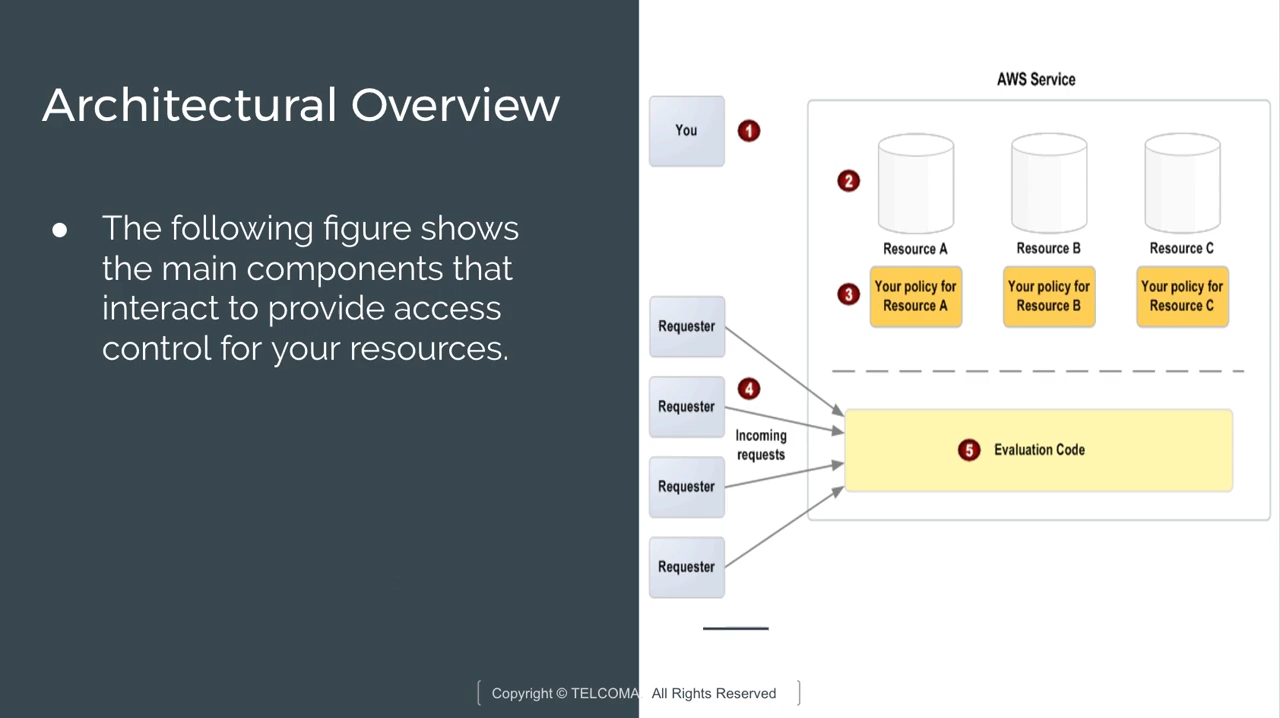 Architectural Overview
● The following figure shows
the main components that
interact to provide access
control for your resources.
AWS Service
You
1
2
Resource A
Resource B
Resource C
3
Your policy for
Resource A
Your policy for
Resource B
Your policy for
Resource C
Requester
Requester
4
Incoming
requests
Requester
Requester
5
Evaluation Code
Copyright © TELCOMA All Rights Reserved